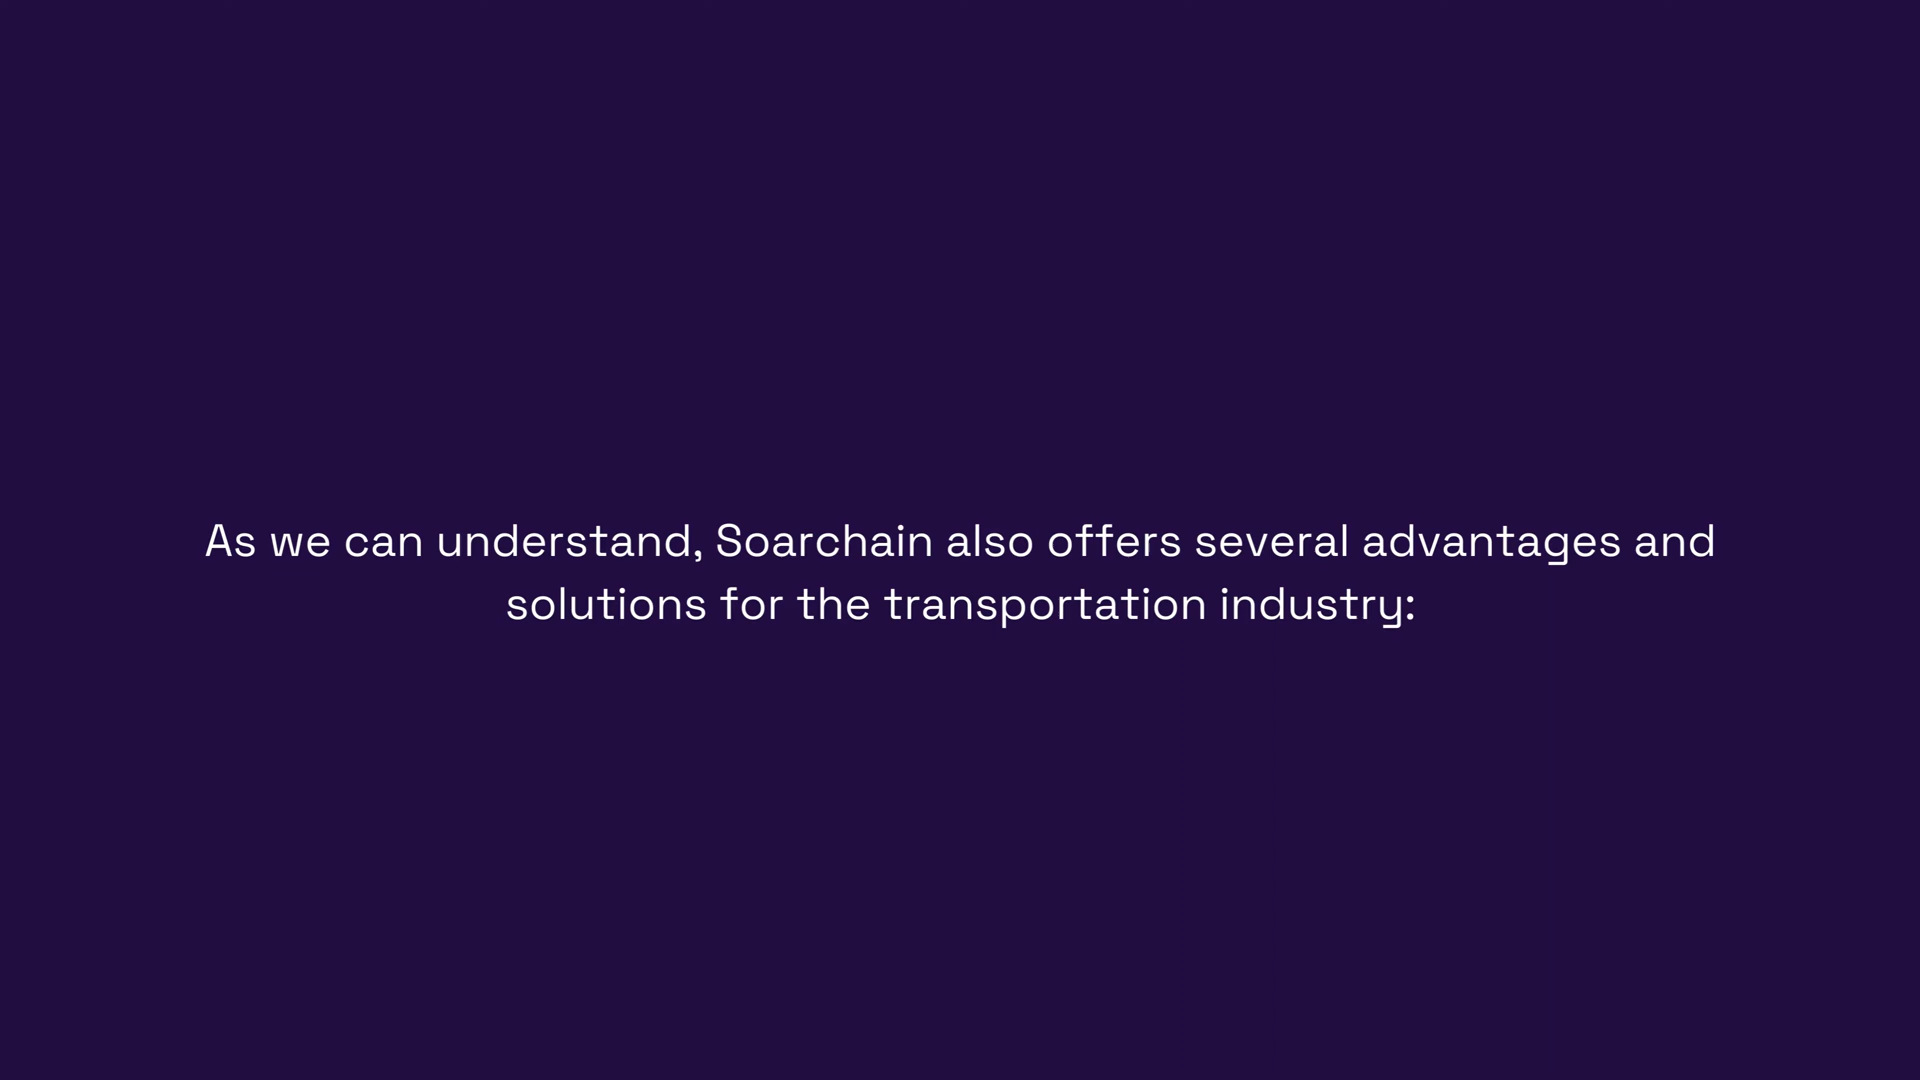 As we can understand, Soarchain also offers several advantages and
solutions for the transportation industry: